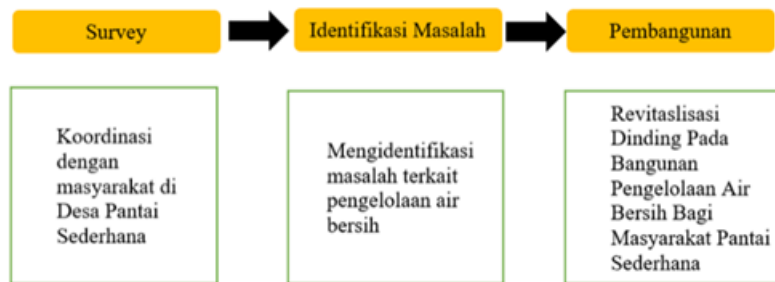 Survey
Identifikasi Masalah
Pembangunan
Koordinasi
dengan
masyarakat di
Desa Pantai
Sederhana
Mengidentifikasi
masalah terkait
pengelolaan air
bersih
Revitaslisasi
Dinding Pada
Bangunan
Pengelolaan Air
Bersih Bagi
Masyarakat Pantai
Sederhana